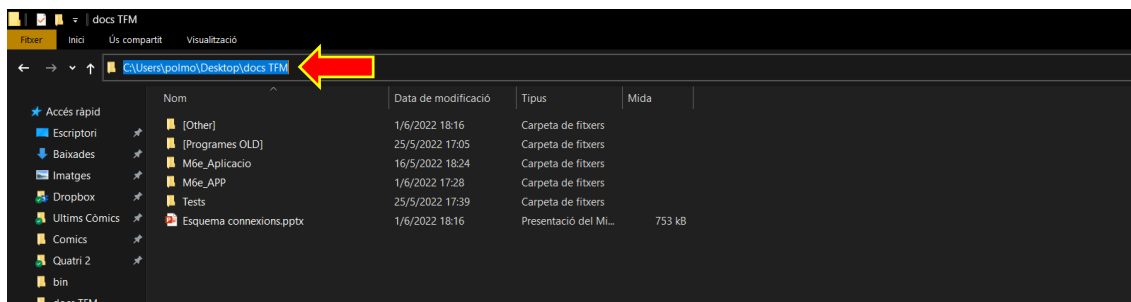 docs TFM
Fitxer Inici Ús compartit Visualització
C:\Users\polmo\Desktop\docs TFM
Nom Data de modificació Tipus Mida
Accés ràpid
Escriptori
Baixades
Imatges
Dropbox
Ultims Còmics
Comics
Quatri 2
bin
docs TFM
[Other] 1/6/2022 18:16 Carpeta de fitxers
[Programes OLD] 25/5/2022 17:05 Carpeta de fitxers
M6e_Aplicacio 16/5/2022 18:24 Carpeta de fitxers
M6e_APP 1/6/2022 17:28 Carpeta de fitxers
Tests 25/5/2022 17:39 Carpeta de fitxers
Esquema connexions.pptx 1/6/2022 18:16 Presentació del Mi... 753 kB